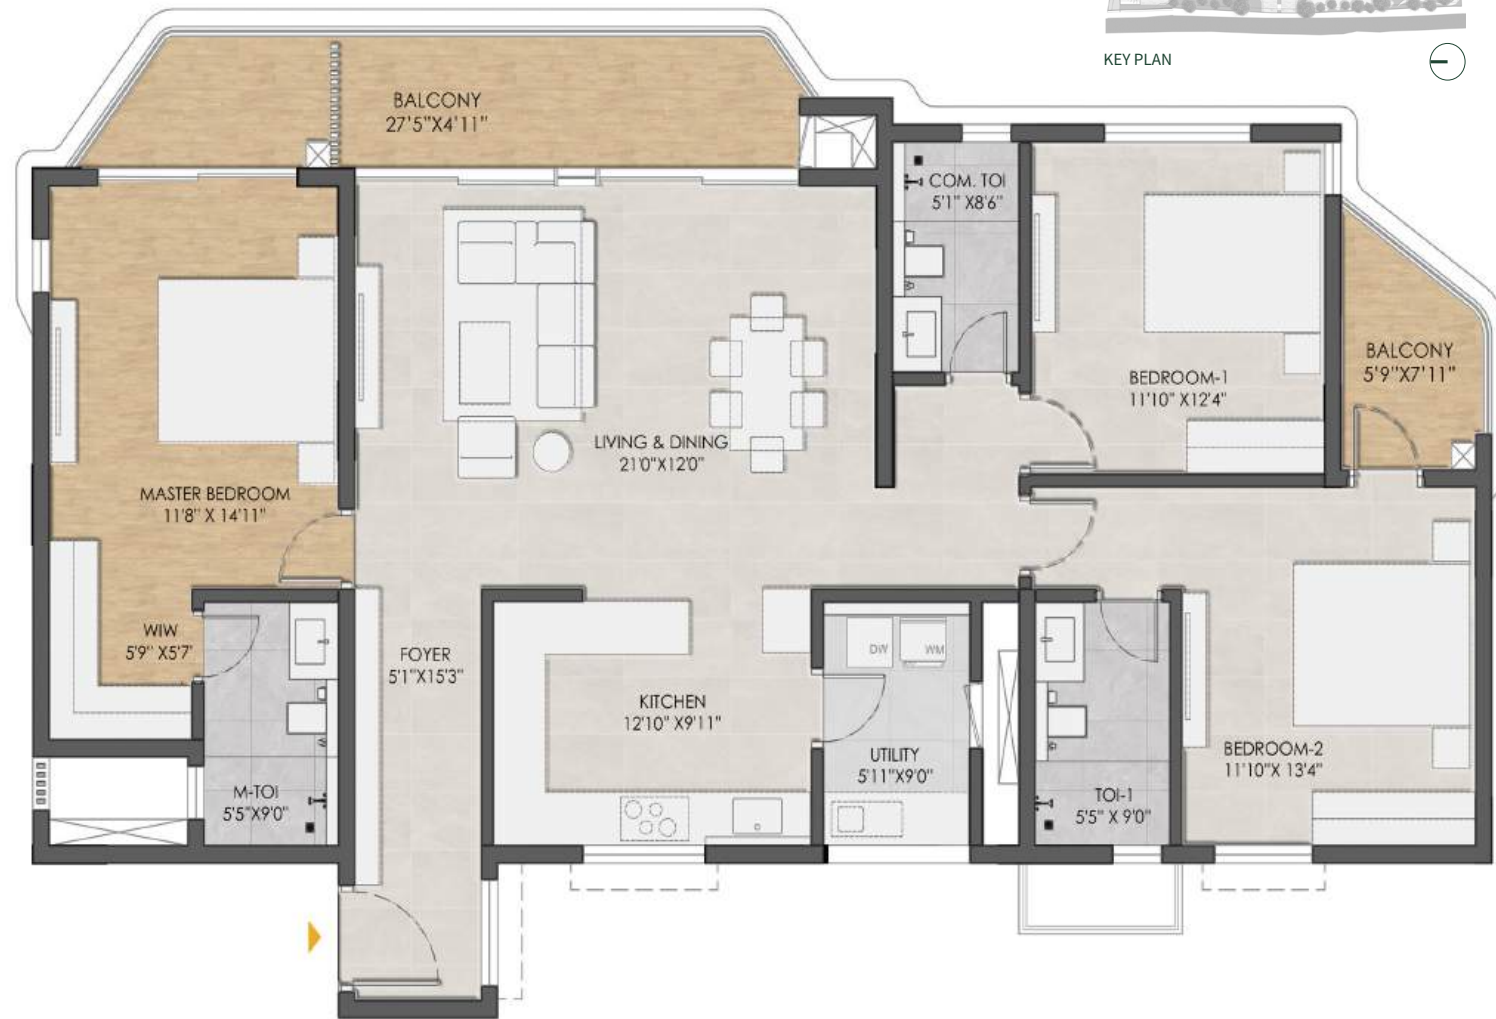 KEY PLAN
BALCONY
27'5"X4'11"
COM. TOI
5'1" X8'6"
BALCONY
5'9"X7'11"
BEDROOM-1
11'10" X12'4"
LIVING & DINING
21'0"X12'0"
MASTER BEDROOM
11'8" X 14'11"
WIW
5'9" X5'7'
FOYER
5'1"X15'3"
DW
WM
KITCHEN
12'10" X9'11"
UTILITY
5'11"X9'0"
BEDROOM-2
11'10"X 13'4"
M-TOI
5'5"X9'0"
TOI-1
5'5" X 9'0"